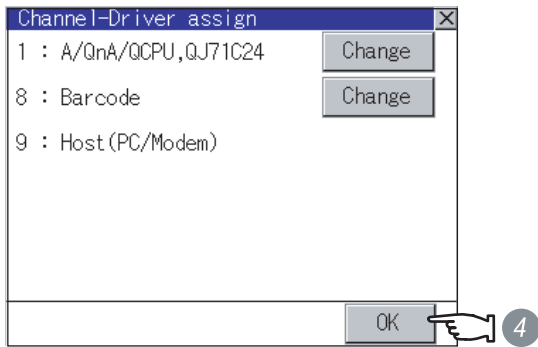 Channel-Driver assign
1 : A/QnA/QCPU,QJ71C24 Change
8 : Barcode Change
9 : Host(PC/Modem)
OK 4